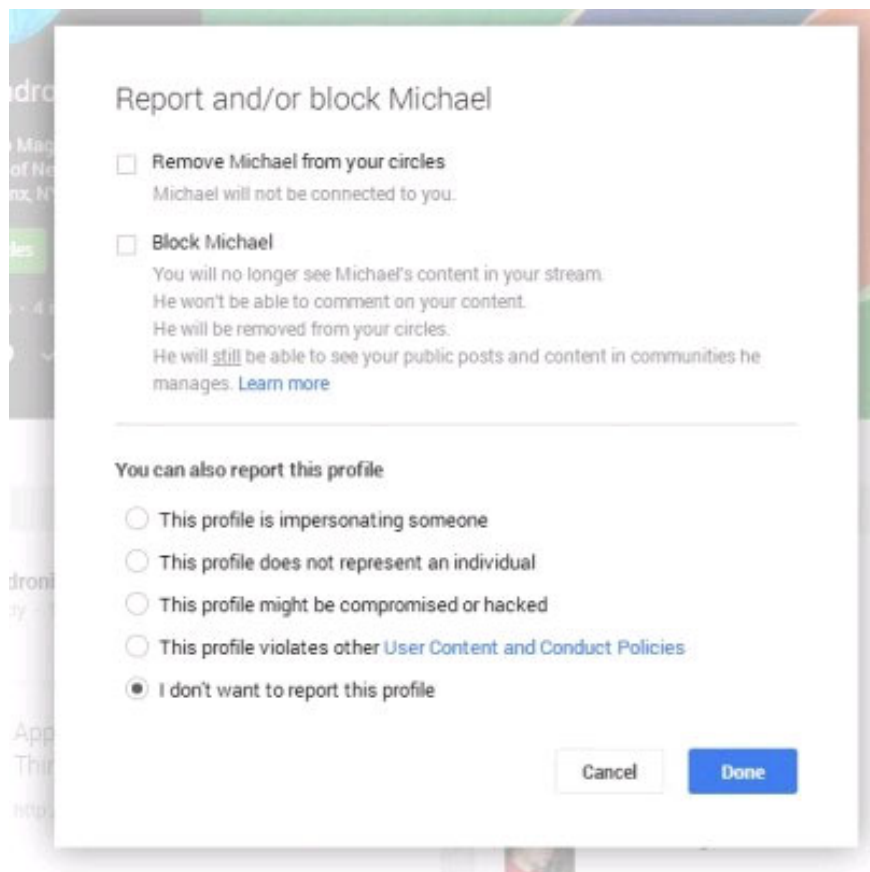 Report and/or block Michael
Remove Michael from your circles
Michael will not be connected to you.
Block Michael
You will no longer see Michael's content in your stream.
He won't be able to comment on your content.
He will be removed from your circles.
He will still be able to see your public posts and content in communities he
manages. Learn more
You can also report this profile
This profile is impersonating someone
This profile does not represent an individual
This profile might be compromised or hacked
This profile violates other User Content and Conduct Policies
I don't want to report this profile
Cancel
Done